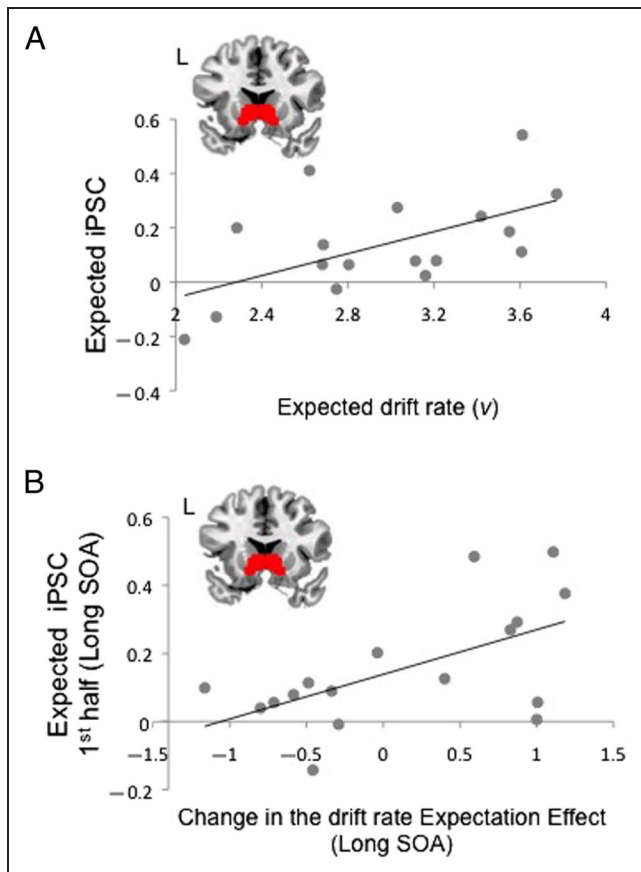 A
L
0.6
0.4
0.2
0
−0.2
−0.4
2 2.4 2.8 3.2 3.6 4
Expected iPSC
Expected drift rate (v)
B
L
0.6
0.4
0.2
0
−0.2
−1.5 −1 −0.5 0 0.5 1 1.5
Expected iPSC
1st half (Long SOA)
Change in the drift rate Expectation Effect
(Long SOA)